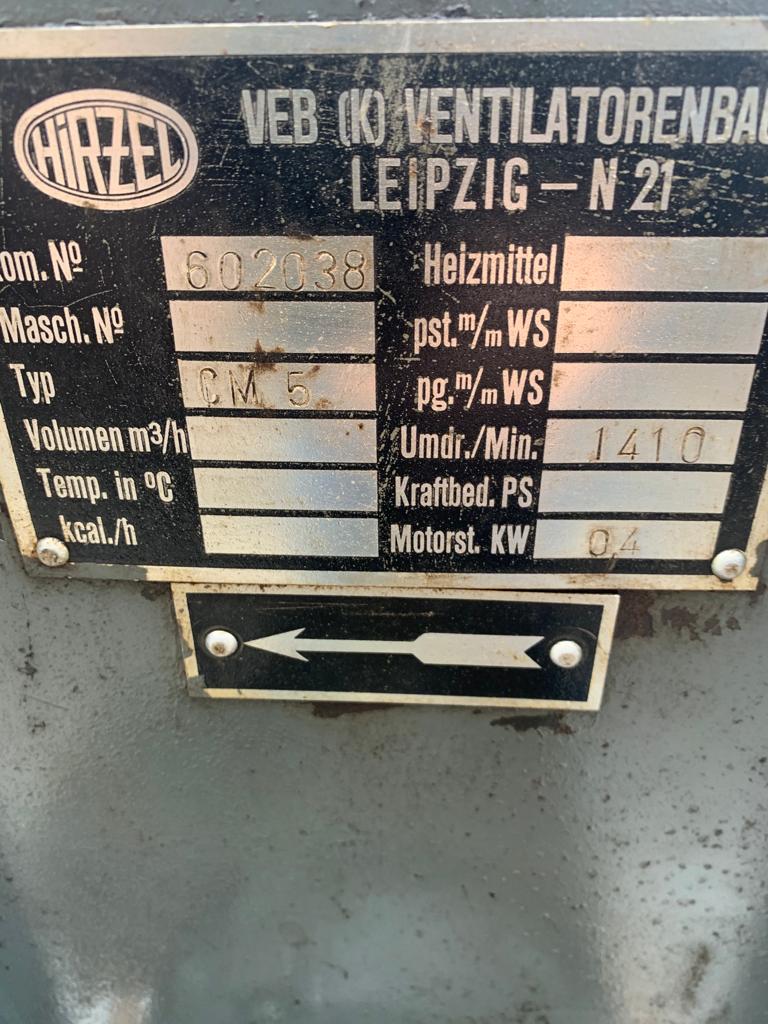 HIRZEL
VEB (K) VENTILATORENBAU
LEIPZIG – N 21
om. Nº 602038 Heizmittel
Masch. Nº pst. m/m WS
Typ CM 5 pg. m/m WS
Volumen m3/h Umdr./Min. 1410
Temp. in ºC Kraftbed. PS
kcal./h Motorst. KW 0,4